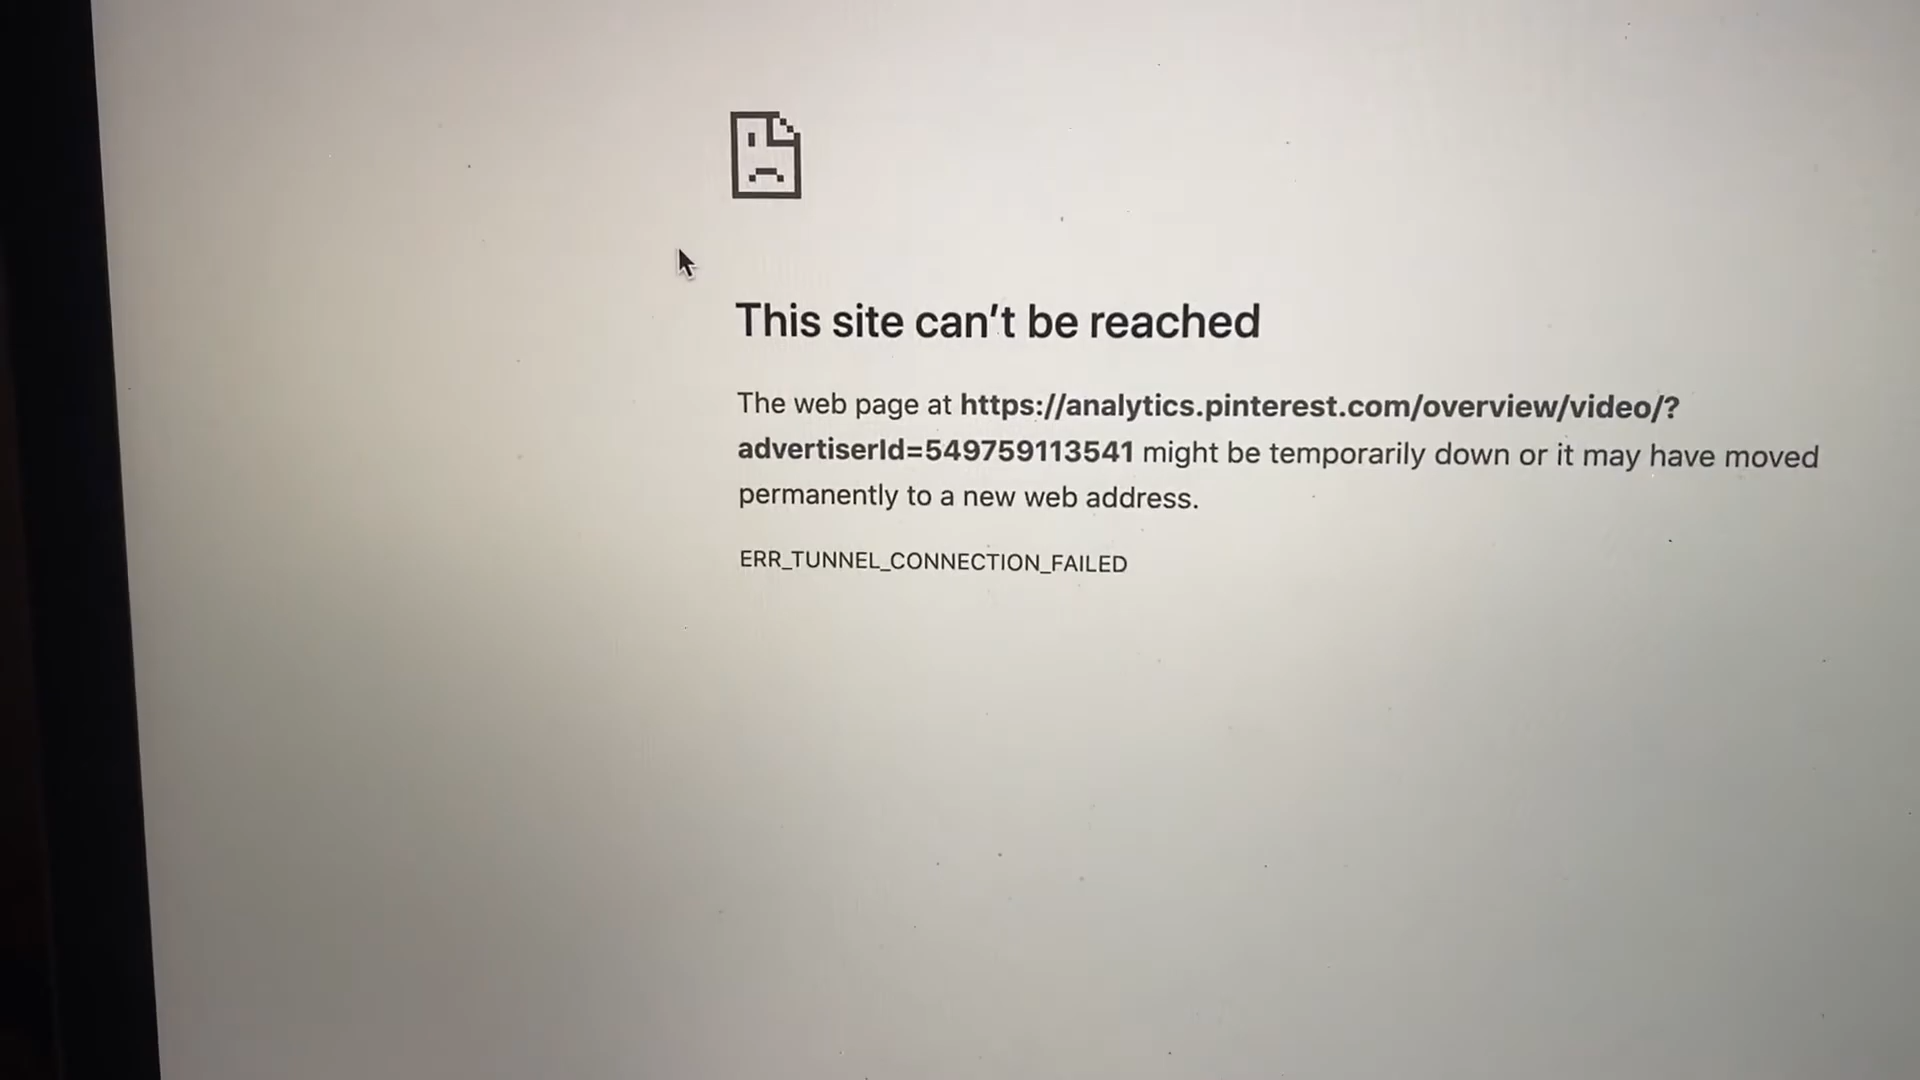 This site can’t be reached
The web page at https://analytics.pinterest.com/overview/video/?
advertiserId=549759113541 might be temporarily down or it may have moved
permanently to a new web address.
ERR_TUNNEL_CONNECTION_FAILED